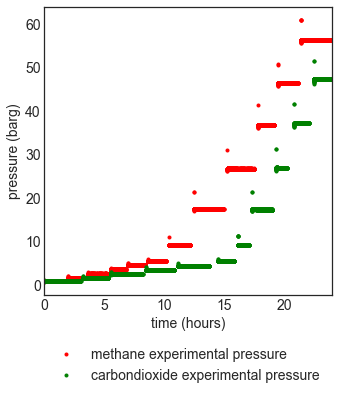 60
50
40
30
20
10
0
pressure (barg)
0 5 10 15 20
time (hours)
methane experimental pressure
carbondioxide experimental pressure